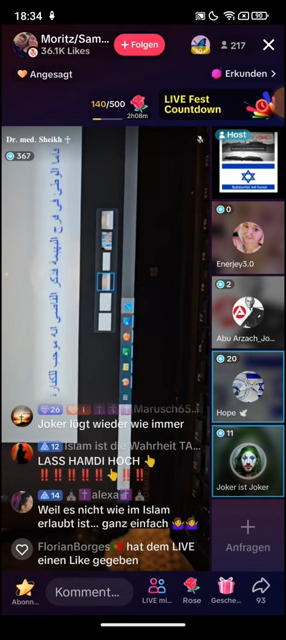 18:34
90
Moritz/Sam...
36.1K Likes
+ Folgen
217
Angesagt
Erkunden >
140/500
2h08m
LIVE Fest
Countdown
Dr. med. Sheikh ✝
367
Host
0
Enerjey3.0
2
Abu Arzach_Jo...
20
Hope 🕊
11
Joker ist Joker
Anfragen
26 Marusch65..
Joker lügt wieder wie immer
12 Islam ist die Wahrheit TA...
LASS HAMDI HOCH 👆
‼️‼️‼️‼️👆‼️‼️
14 alexa
Weil es nicht wie im Islam
erlaubt ist... ganz einfach
FlorianBorges hat dem LIVE
einen Like gegeben
Abonn...
Komment...
LIVE mi...
Rose
Gesche...
93